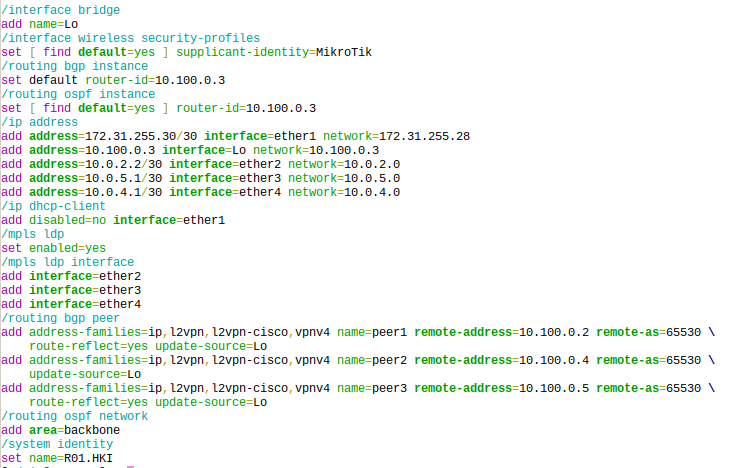 /interface bridge
add name=Lo
/interface wireless security-profiles
set [ find default=yes ] supplicant-identity=MikroTik
/routing bgp instance
set default router-id=10.100.0.3
/routing ospf instance
set [ find default=yes ] router-id=10.100.0.3
/ip address
add address=172.31.255.30/30 interface=ether1 network=172.31.255.28
add address=10.100.0.3 interface=Lo network=10.100.0.3
add address=10.0.2.2/30 interface=ether2 network=10.0.2.0
add address=10.0.5.1/30 interface=ether3 network=10.0.5.0
add address=10.0.4.1/30 interface=ether4 network=10.0.4.0
/ip dhcp-client
add disabled=no interface=ether1
/mpls ldp
set enabled=yes
/mpls ldp interface
add interface=ether2
add interface=ether3
add interface=ether4
/routing bgp peer
add address-families=ip,l2vpn,l2vpn-cisco,vpnv4 name=peer1 remote-address=10.100.0.2 remote-as=65530 \
    route-reflect=yes update-source=Lo
add address-families=ip,l2vpn,l2vpn-cisco,vpnv4 name=peer2 remote-address=10.100.0.4 remote-as=65530 \
    update-source=Lo
add address-families=ip,l2vpn,l2vpn-cisco,vpnv4 name=peer3 remote-address=10.100.0.5 remote-as=65530 \
    route-reflect=yes update-source=Lo
/routing ospf network
add area=backbone
/system identity
set name=R01.HKI